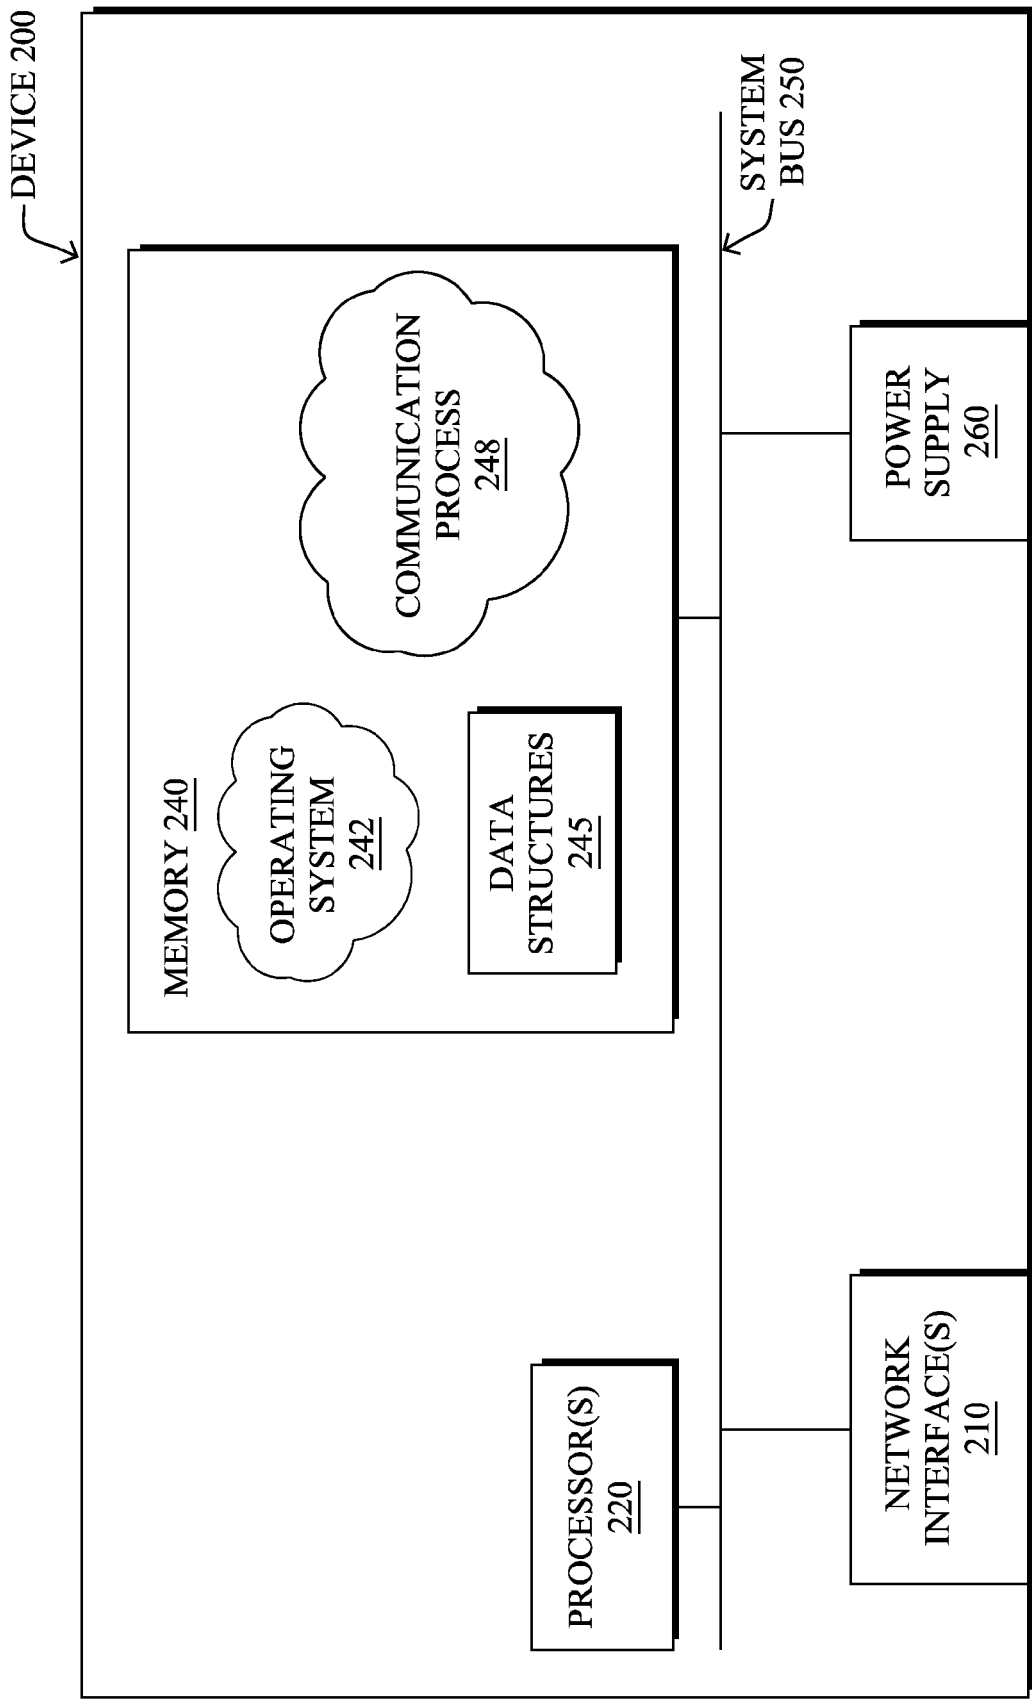 DEVICE 200
MEMORY 240
OPERATING
SYSTEM
242
COMMUNICATION
PROCESS
248
DATA
STRUCTURES
245
PROCESSOR(S)
220
SYSTEM
BUS 250
NETWORK
INTERFACE(S)
210
POWER
SUPPLY
260